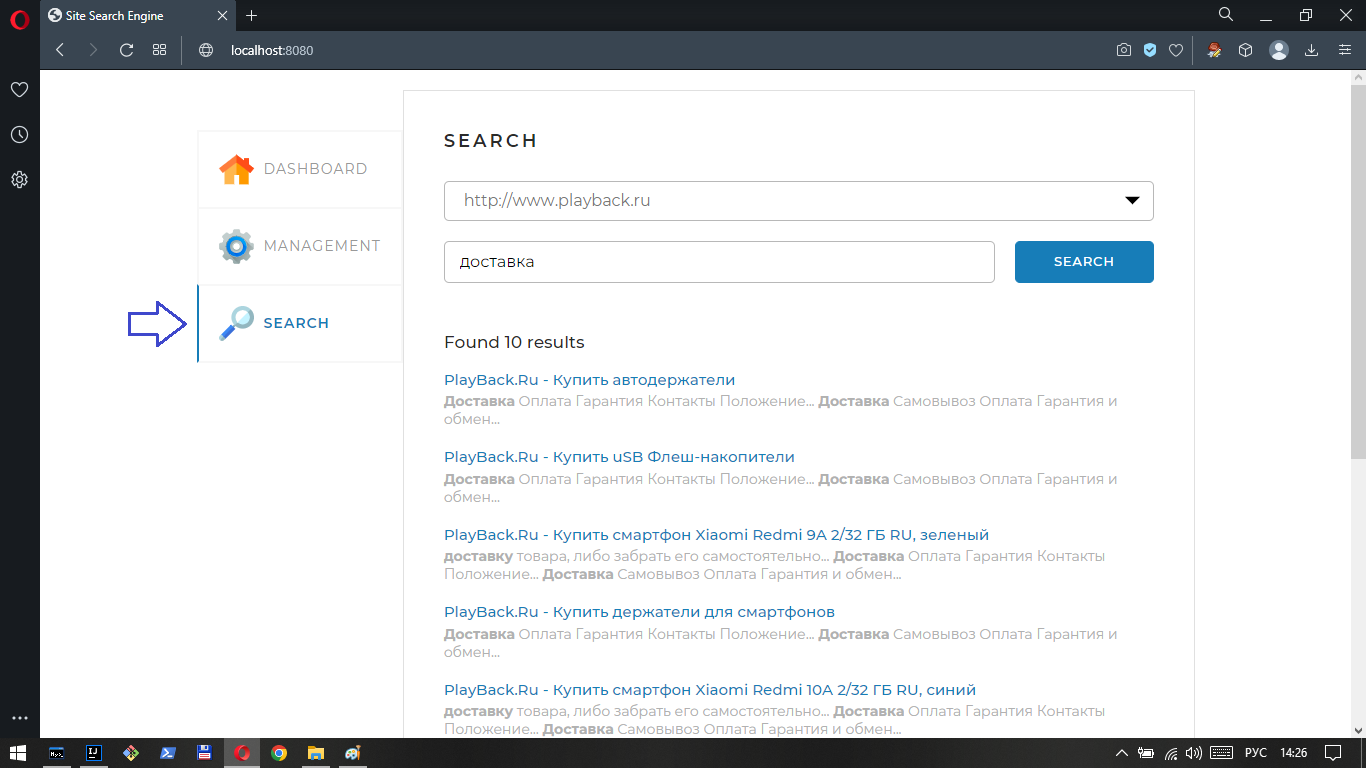 Site Search Engine
localhost:8080
DASHBOARD
MANAGEMENT
SEARCH
SEARCH
http://www.playback.ru
доставка
SEARCH
Found 10 results
PlayBack.Ru - Купить автодержатели
Доставка Оплата Гарантия Контакты Положение... Доставка Самовывоз Оплата Гарантия и
обмен...
PlayBack.Ru - Купить uSB Флеш-накопители
Доставка Оплата Гарантия Контакты Положение... Доставка Самовывоз Оплата Гарантия и
обмен...
PlayBack.Ru - Купить смартфон Xiaomi Redmi 9A 2/32 ГБ RU, зеленый
доставку товара, либо забрать его самостоятельно... Доставка Оплата Гарантия Контакты
Положение... Доставка Самовывоз Оплата Гарантия и обмен...
PlayBack.Ru - Купить держатели для смартфонов
Доставка Оплата Гарантия Контакты Положение... Доставка Самовывоз Оплата Гарантия и
обмен...
PlayBack.Ru - Купить смартфон Xiaomi Redmi 10A 2/32 ГБ RU, синий
доставку товара, либо забрать его самостоятельно... Доставка Оплата Гарантия Контакты
Положение... Доставка Самовывоз Оплата Гарантия и обмен...
IJ
РУС
14:26